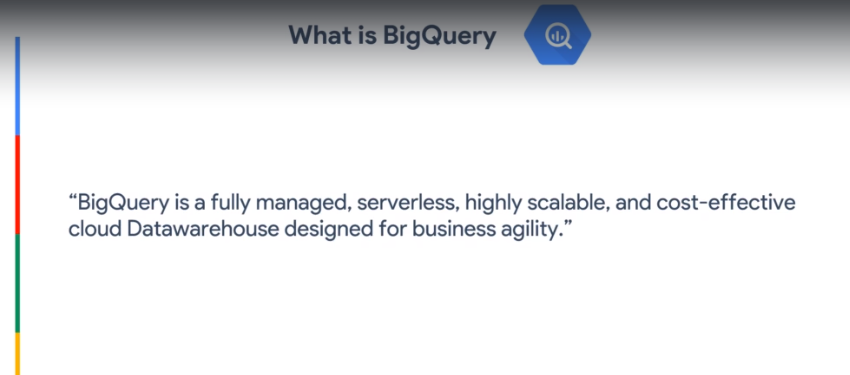 What is BigQuery
“BigQuery is a fully managed, serverless, highly scalable, and cost-effective
cloud Datawarehouse designed for business agility.”